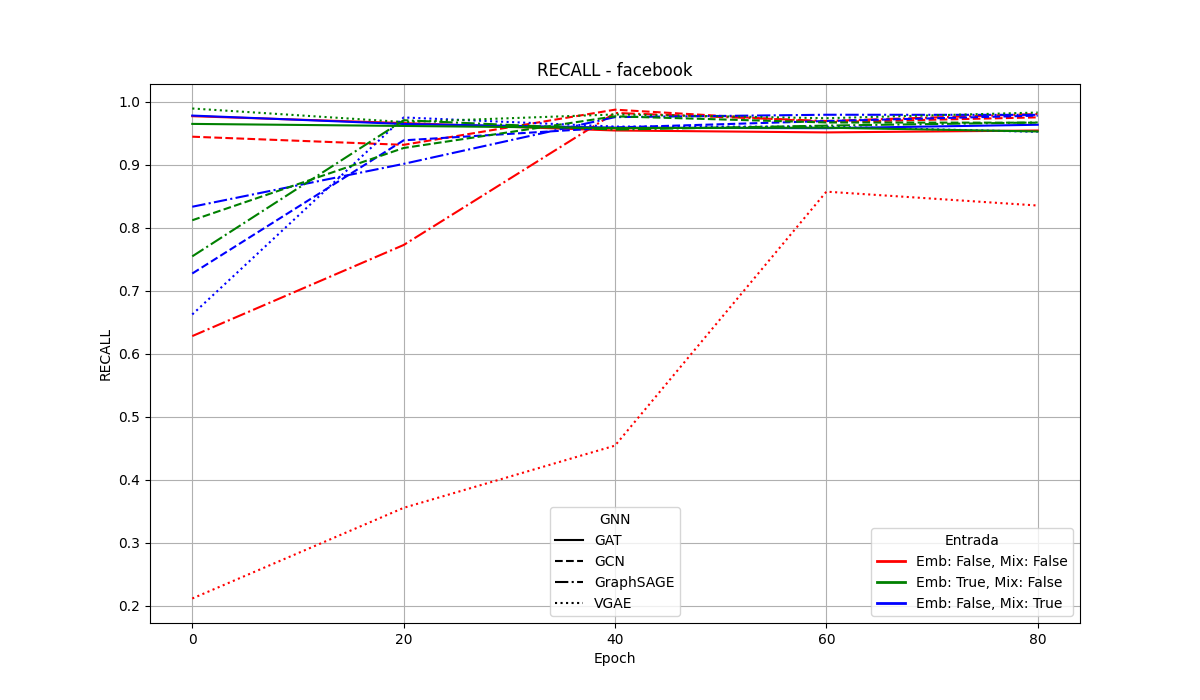 RECALL - facebook
RECALL
1.0
0.9
0.8
0.7
0.6
0.5
0.4
0.3
0.2
GNN
GAT
GCN
GraphSAGE
VGAE
Entrada
Emb: False, Mix: False
Emb: True, Mix: False
Emb: False, Mix: True
0 20 40 60 80
Epoch